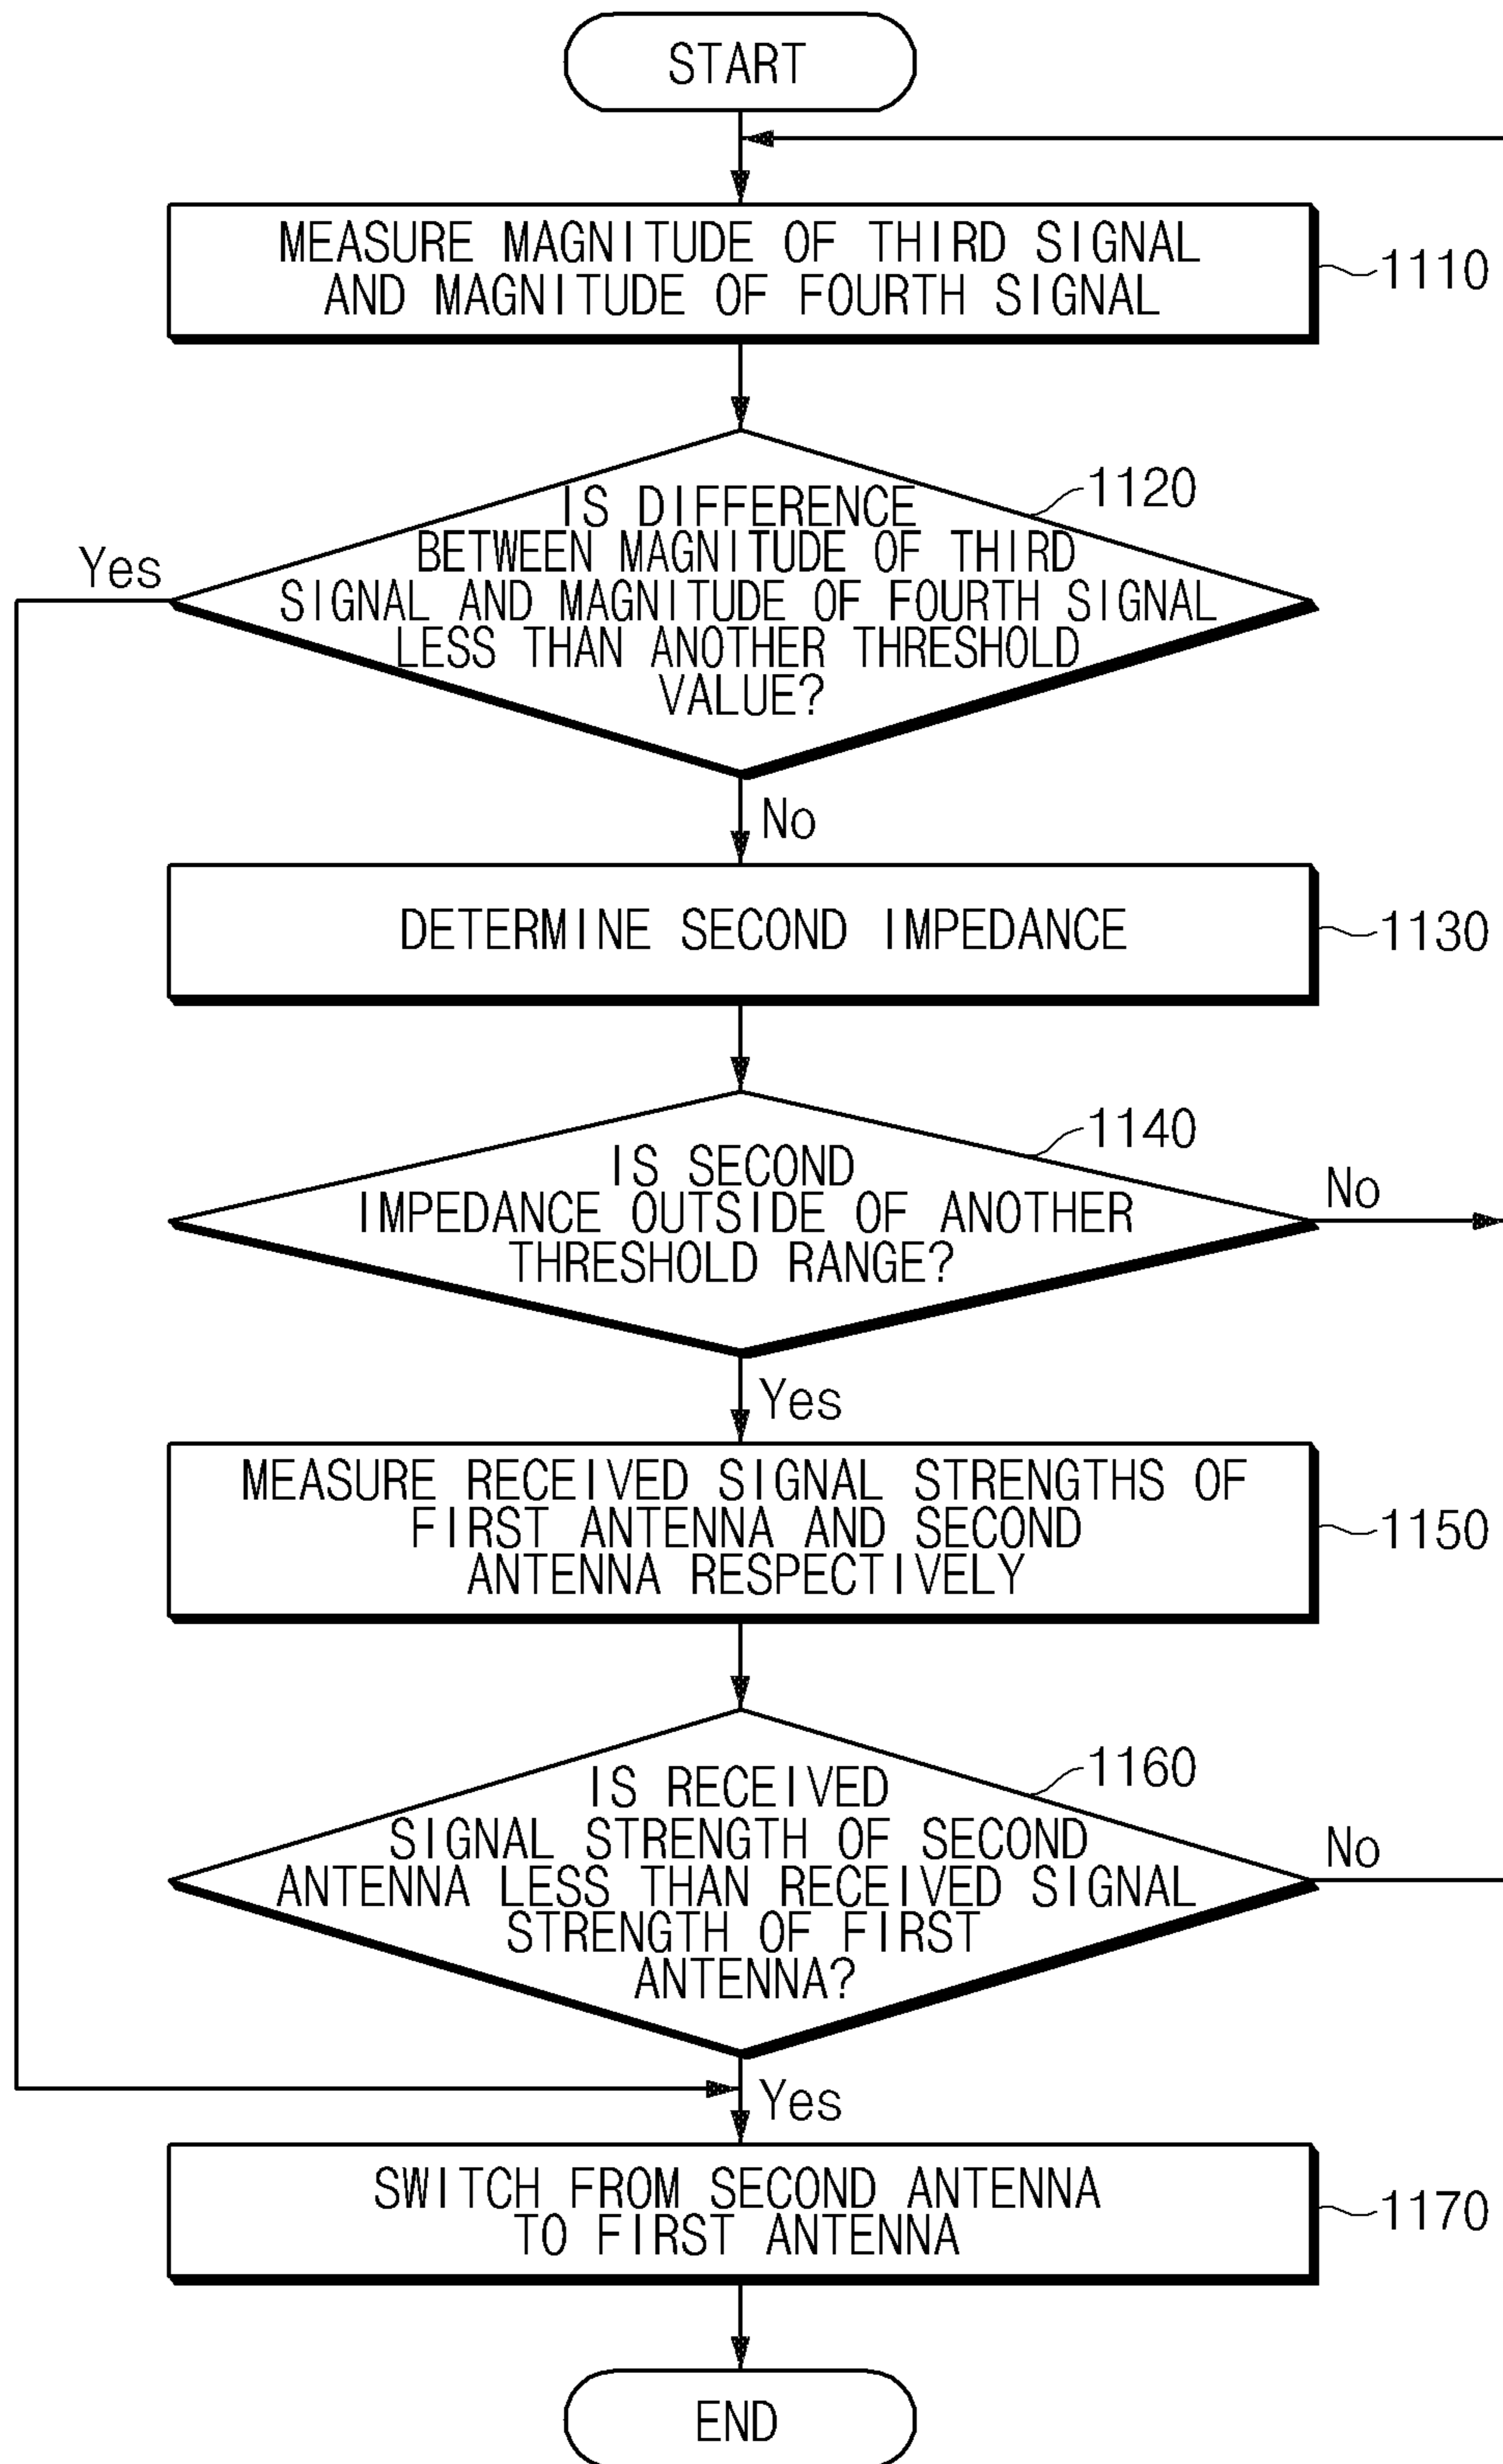 START
MEASURE MAGNITUDE OF THIRD SIGNAL
AND MAGNITUDE OF FOURTH SIGNAL
1110
1120
IS DIFFERENCE
BETWEEN MAGNITUDE OF THIRD
SIGNAL AND MAGNITUDE OF FOURTH SIGNAL
LESS THAN ANOTHER THRESHOLD
VALUE?
Yes
No
DETERMINE SECOND IMPEDANCE
1130
1140
IS SECOND
IMPEDANCE OUTSIDE OF ANOTHER
THRESHOLD RANGE?
No
Yes
MEASURE RECEIVED SIGNAL STRENGTHS OF
FIRST ANTENNA AND SECOND
ANTENNA RESPECTIVELY
1150
1160
IS RECEIVED
SIGNAL STRENGTH OF SECOND
ANTENNA LESS THAN RECEIVED SIGNAL
STRENGTH OF FIRST
ANTENNA?
No
Yes
SWITCH FROM SECOND ANTENNA
TO FIRST ANTENNA
1170
END